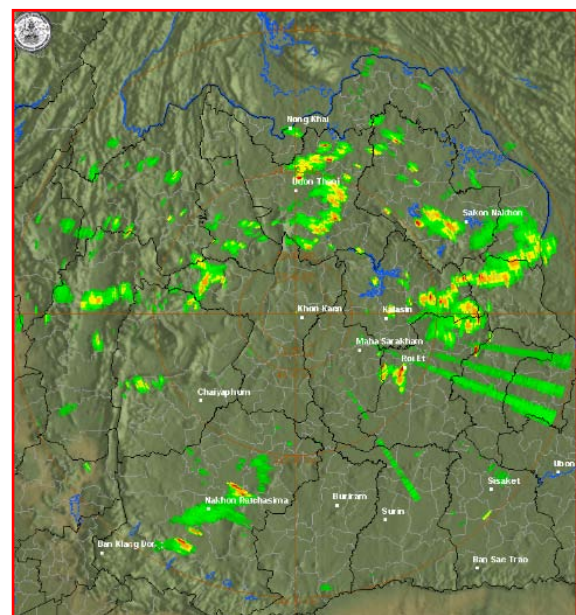 Nong Khai
Udon Thani
Sakon Nakhon
Khon Kaen
Kalasin
Maha Sarakham
Roi Et
Chaiyaphum
Ubon
Sisaket
Nakhon Ratchasima
Buriram
Surin
Ban Klang Dong
Ban Sae Trao